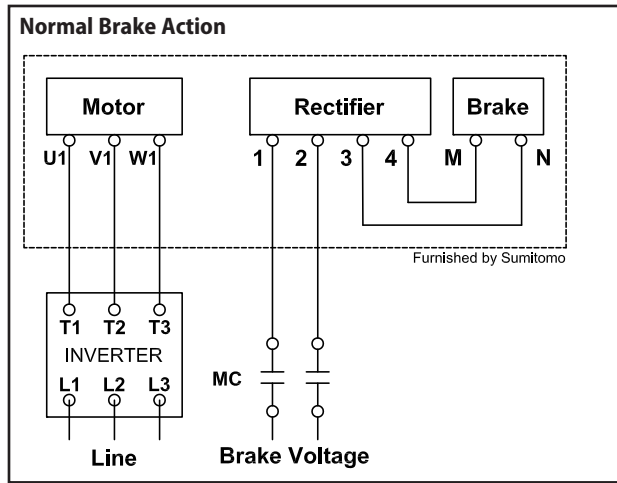 Normal Brake Action
Motor Rectifier Brake
U1 V1 W1 1 2 3 4 M N
Furnished by Sumitomo
T1 T2 T3
INVERTER
L1 L2 L3
MC
Line Brake Voltage